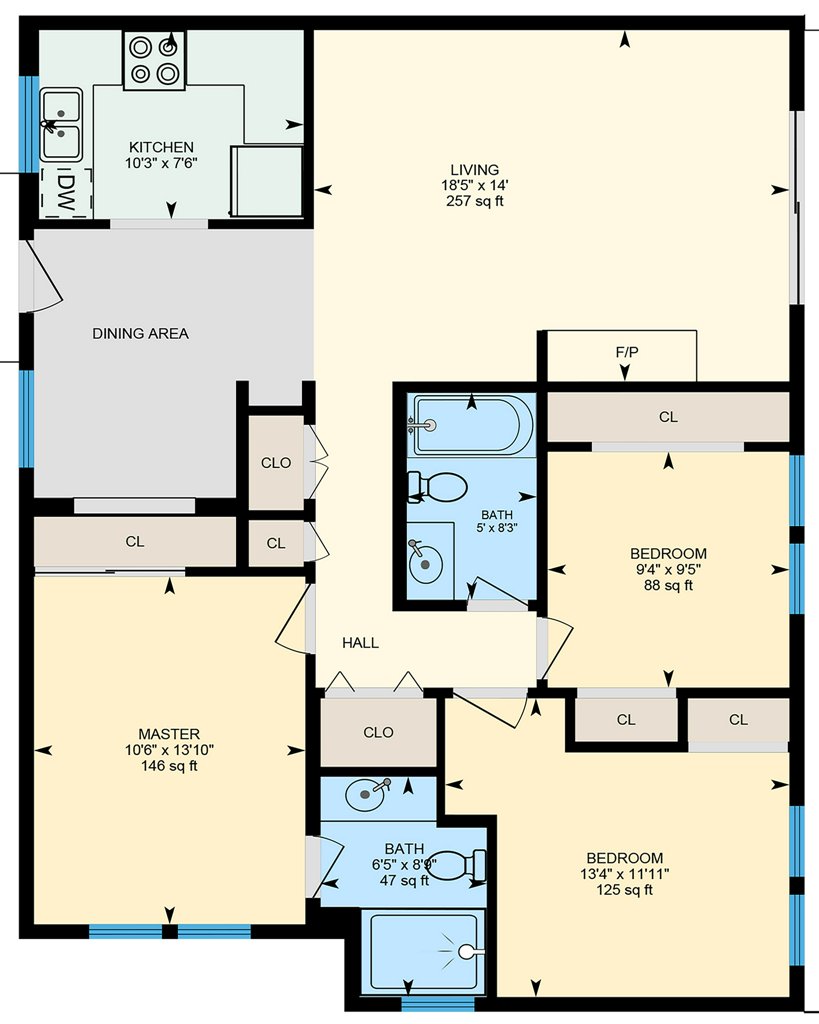 KITCHEN
10'3" x 7'6"
DW
LIVING
18'5" x 14'
257 sq ft
DINING AREA
F/P
CL
CLO
BATH
5' x 8'3"
CL
CL
BEDROOM
9'4" x 9'5"
88 sq ft
HALL
CL
CL
CLO
MASTER
10'6" x 13'10"
146 sq ft
BATH
6'5" x 8'9"
47 sq ft
BEDROOM
13'4" x 11'11"
125 sq ft